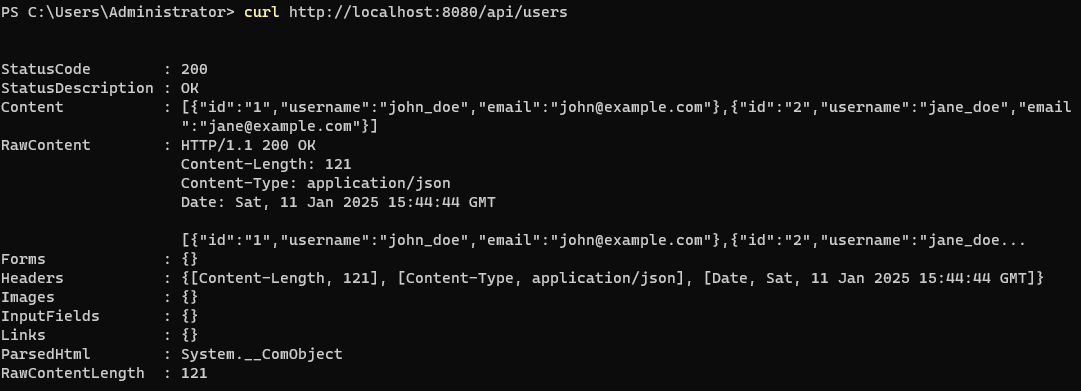 PS C:\Users\Administrator> curl http://localhost:8080/api/users
StatusCode        : 200
StatusDescription : OK
Content           : [{"id":"1","username":"john_doe","email":"john@example.com"},{"id":"2","username":"jane_doe","email
                    ":"jane@example.com"}]
RawContent        : HTTP/1.1 200 OK
                    Content-Length: 121
                    Content-Type: application/json
                    Date: Sat, 11 Jan 2025 15:44:44 GMT

                    [{"id":"1","username":"john_doe","email":"john@example.com"},{"id":"2","username":"jane_doe...
Forms             : {}
Headers           : {[Content-Length, 121], [Content-Type, application/json], [Date, Sat, 11 Jan 2025 15:44:44 GMT]}
Images            : {}
InputFields       : {}
Links             : {}
ParsedHtml        : System.__ComObject
RawContentLength  : 121